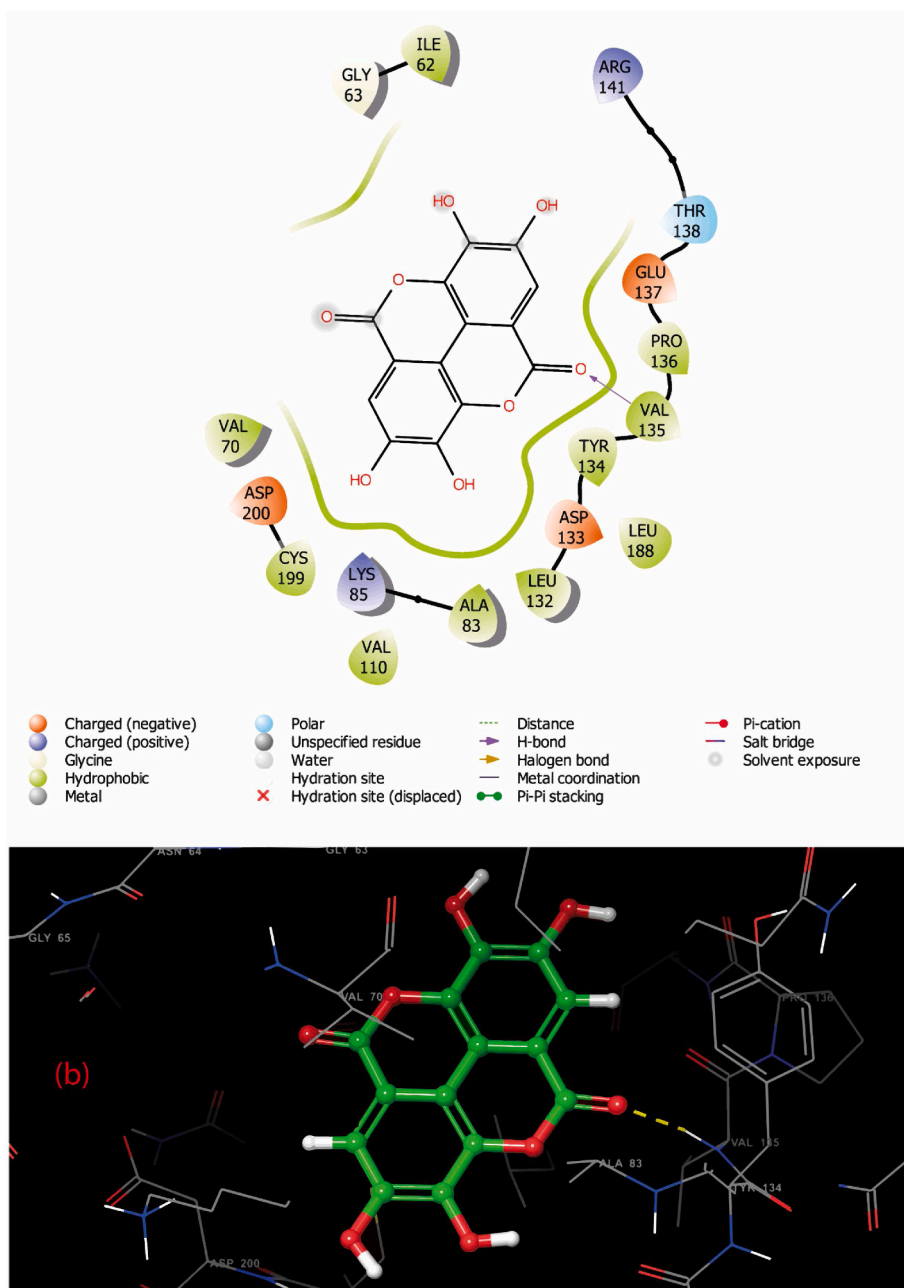 ILE
62
GLY
63
ARG
141
HO
OH
THR
138
O
GLU
137
O
PRO
136
O
O
VAL
135
VAL
70
TYR
134
HO
OH
ASP
200
ASP
133
LEU
188
CYS
199
LYS
85
LEU
132
ALA
83
VAL
110
Charged (negative)
Charged (positive)
Glycine
Hydrophobic
Metal
Polar
Unspecified residue
Water
Hydration site
Hydration site (displaced)
Distance
H-bond
Halogen bond
Metal coordination
Pi-Pi stacking
Pi-cation
Salt bridge
Solvent exposure
ASN 64
GLY 63
GLY 65
VAL 70
PRO 136
(b)
VAL 135
ALA 83
TYR 134
ASP 200